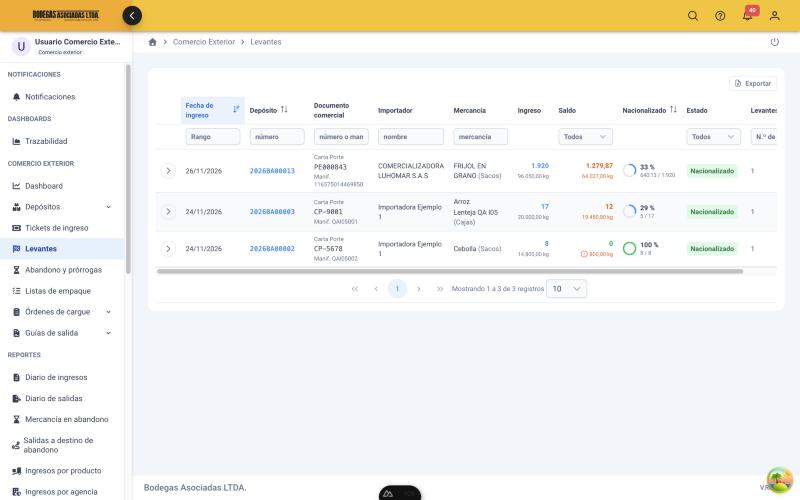 BODEGAS ASOCIADAS LTDA.
40
U
Usuario Comercio Exte...
Comercio exterior
Comercio Exterior
Levantes
NOTIFICACIONES
Notificaciones
DASHBOARDS
Trazabilidad
COMERCIO EXTERIOR
Dashboard
Depósitos
Tickets de ingreso
Levantes
Abandono y prórrogas
Listas de empaque
Órdenes de cargue
Guías de salida
REPORTES
Diario de ingresos
Diario de salidas
Mercancía en abandono
Salidas a destino de
abandono
Ingresos por producto
Ingresos por agencia
Exportar
Fecha de
ingreso
Depósito
Documento
comercial
Importador
Mercancía
Ingreso
Saldo
Nacionalizado
Estado
Levantes
Rango
número
número o man
nombre
mercancía
Todos
Todos
N.º de
26/11/2026
2026BA00013
Carta Porte
PE000843
Manif.
116575014469850
COMERCIALIZADORA
LUHOMAR S.A.S
FRIJOL EN
GRANO (Sacos)
1.920
96.050,00 kg
1.279,87
64.027,00 kg
33 %
640,13 / 1.920
Nacionalizado
1
24/11/2026
2026BA00003
Carta Porte
CP-9001
Manif. QAI05001
Importadora Ejemplo
1
Arroz
Lenteja QA I05
(Cajas)
17
20.000,00 kg
12
19.450,00 kg
29 %
5 / 17
Nacionalizado
1
24/11/2026
2026BA00002
Carta Porte
CP-5678
Manif. QAI05002
Importadora Ejemplo
1
Cebolla (Sacos)
8
14.800,00 kg
0
800,00 kg
100 %
8 / 8
Nacionalizado
1
1
Mostrando 1 a 3 de 3 registros
10
Bodegas Asociadas LTDA.